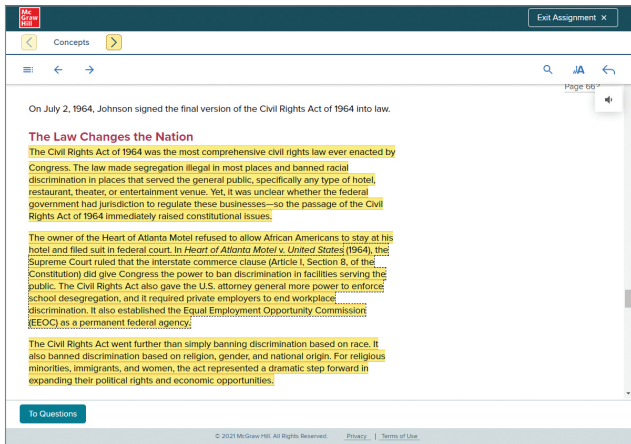 Mc
Graw
Hill
Exit Assignment ×
Concepts
Page 66
On July 2, 1964, Johnson signed the final version of the Civil Rights Act of 1964 into law.
The Law Changes the Nation
The Civil Rights Act of 1964 was the most comprehensive civil rights law ever enacted by
Congress. The law made segregation illegal in most places and banned racial
discrimination in places that served the general public, specifically any type of hotel,
restaurant, theater, or entertainment venue. Yet, it was unclear whether the federal
government had jurisdiction to regulate these businesses—so the passage of the Civil
Rights Act of 1964 immediately raised constitutional issues.
The owner of the Heart of Atlanta Motel refused to allow African Americans to stay at his
hotel and filed suit in federal court. In Heart of Atlanta Motel v. United States (1964), the
Supreme Court ruled that the interstate commerce clause (Article I, Section 8, of the
Constitution) did give Congress the power to ban discrimination in facilities serving the
public. The Civil Rights Act also gave the U.S. attorney general more power to enforce
school desegregation, and it required private employers to end workplace
discrimination. It also established the Equal Employment Opportunity Commission
(EEOC) as a permanent federal agency.
The Civil Rights Act went further than simply banning discrimination based on race. It
also banned discrimination based on religion, gender, and national origin. For religious
minorities, immigrants, and women, the act represented a dramatic step forward in
expanding their political rights and economic opportunities.
To Questions
© 2021 McGraw Hill. All Rights Reserved. Privacy | Terms of Use